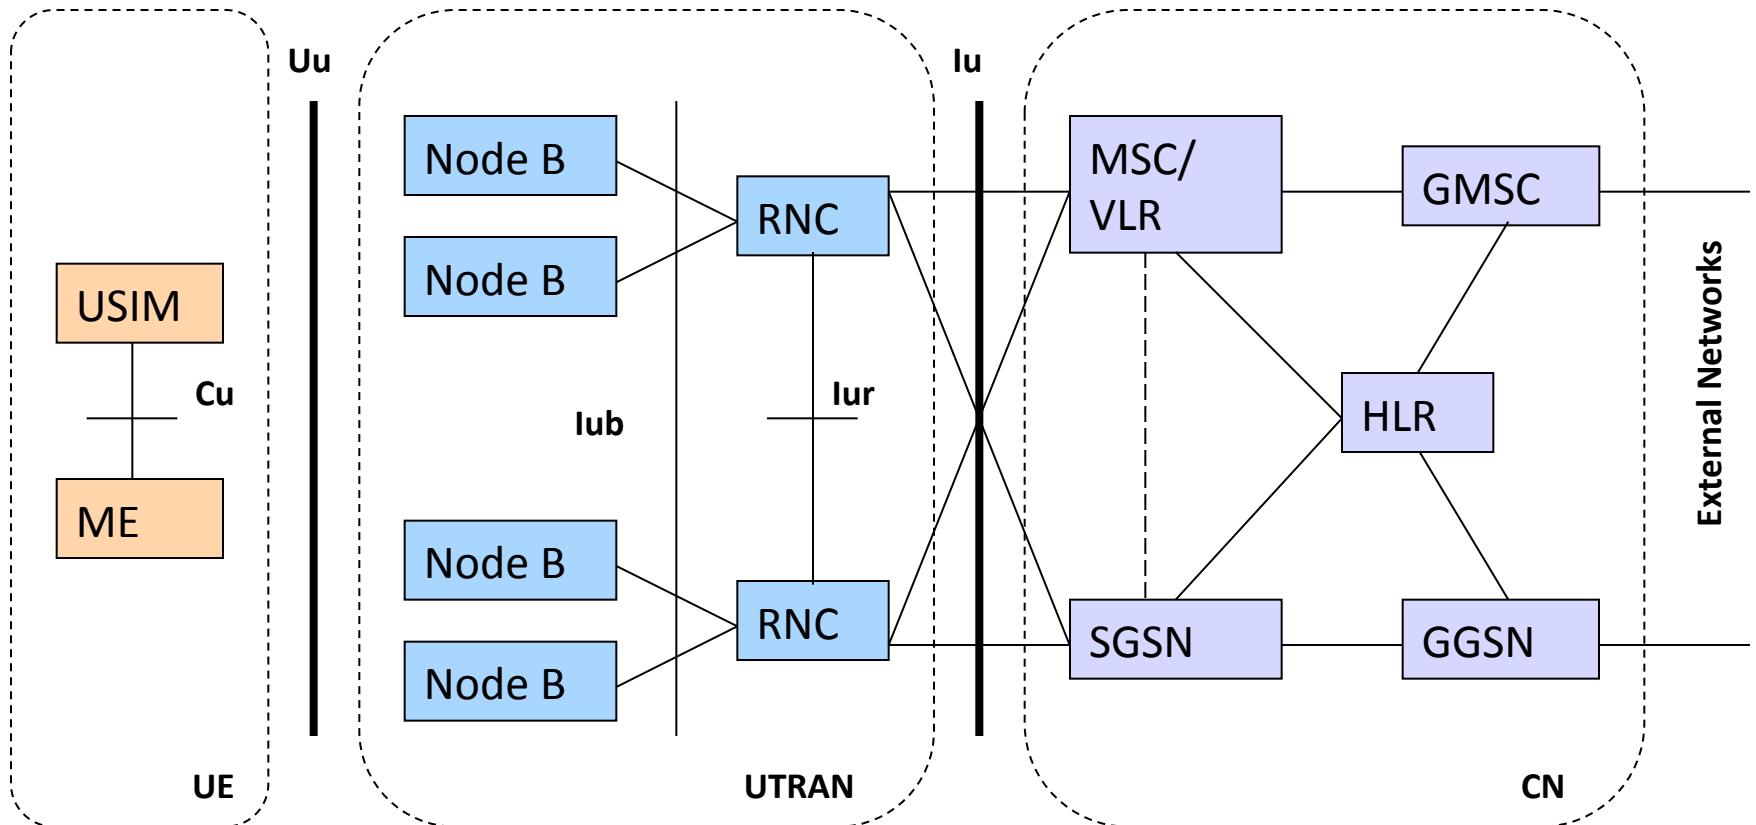 Uu
Iu
Node B
Node B
RNC
MSC/
VLR
GMSC
USIM
Cu
ME
Iub
Iur
HLR
External Networks
Node B
Node B
RNC
SGSN
GGSN
UE
UTRAN
CN